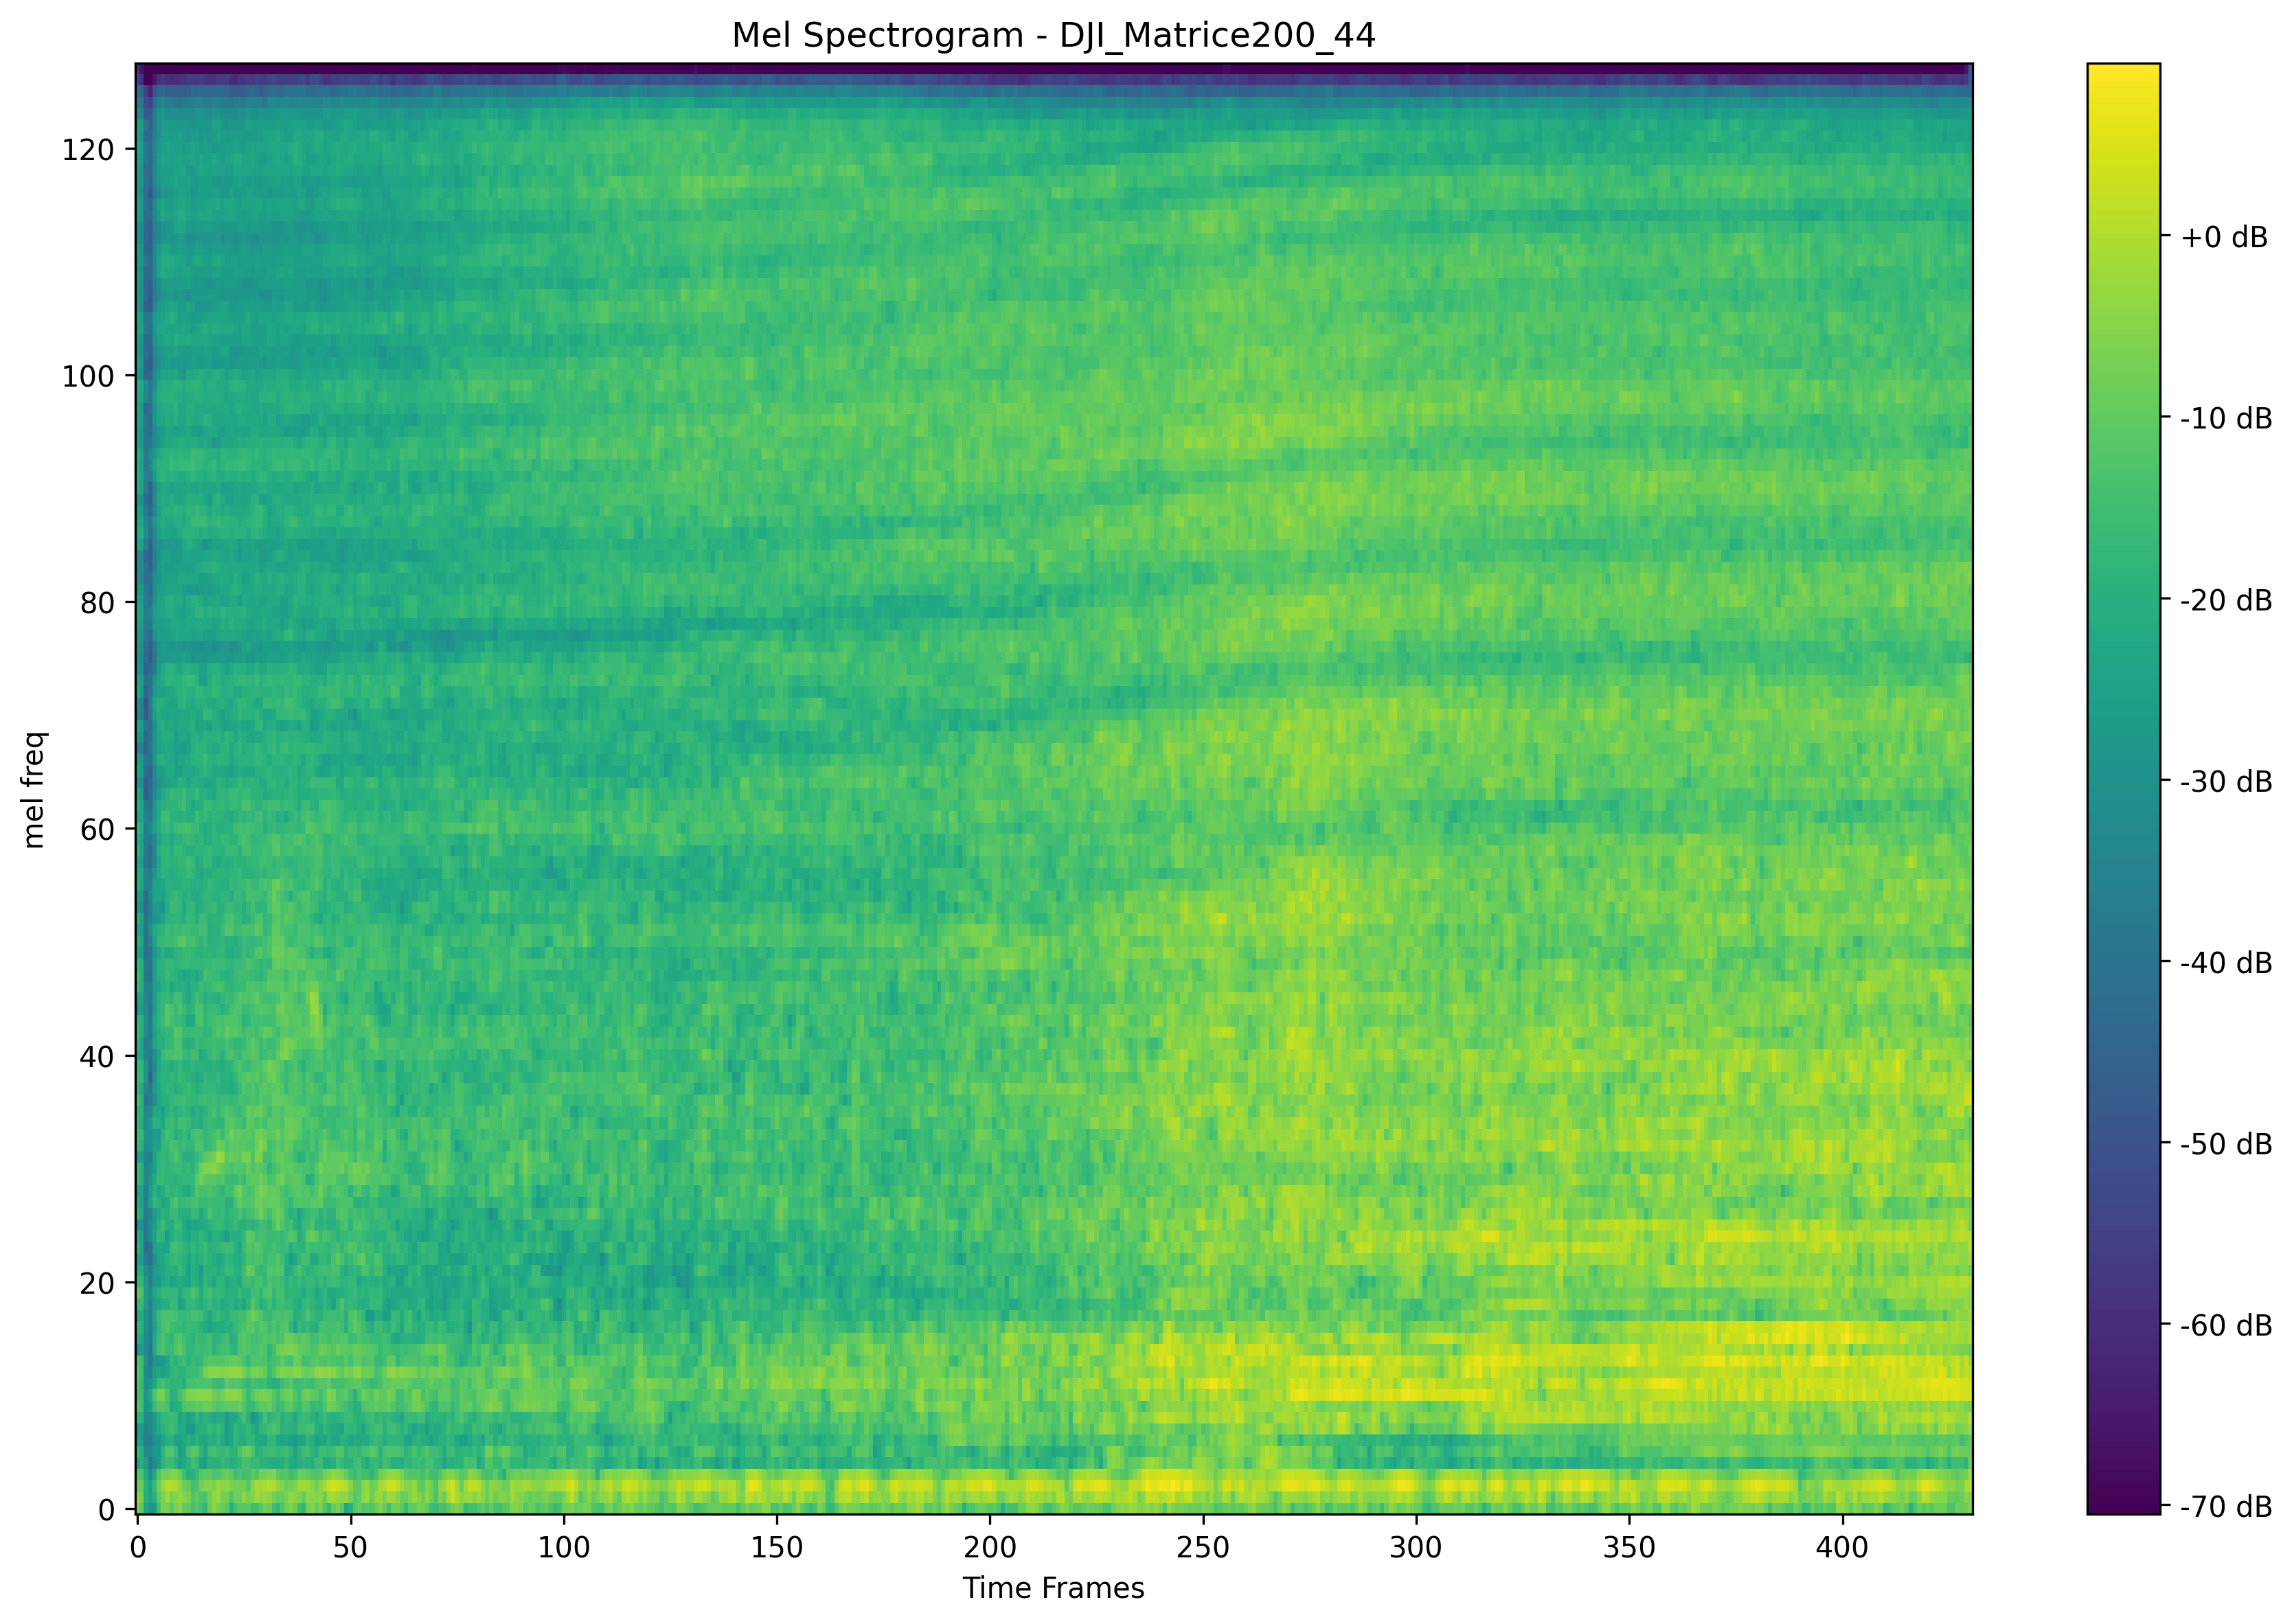 Mel Spectrogram - DJI_Matrice200_44
mel freq
120
100
80
60
40
20
0
0 50 100 150 200 250 300 350 400
Time Frames
+0 dB
-10 dB
-20 dB
-30 dB
-40 dB
-50 dB
-60 dB
-70 dB